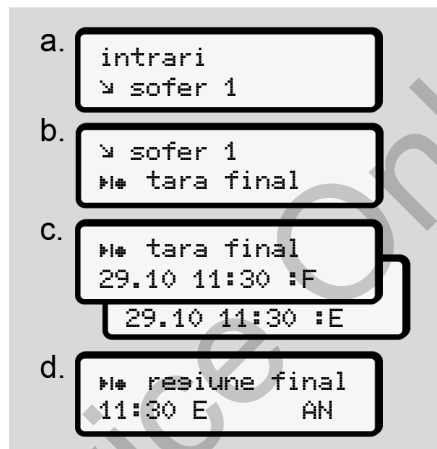 a.
intrari
sofer 1
b.
sofer 1
tara final
c.
tara final
29.10 11:30 :F
29.10 11:30 :E
d.
regiune final
11:30 E AN